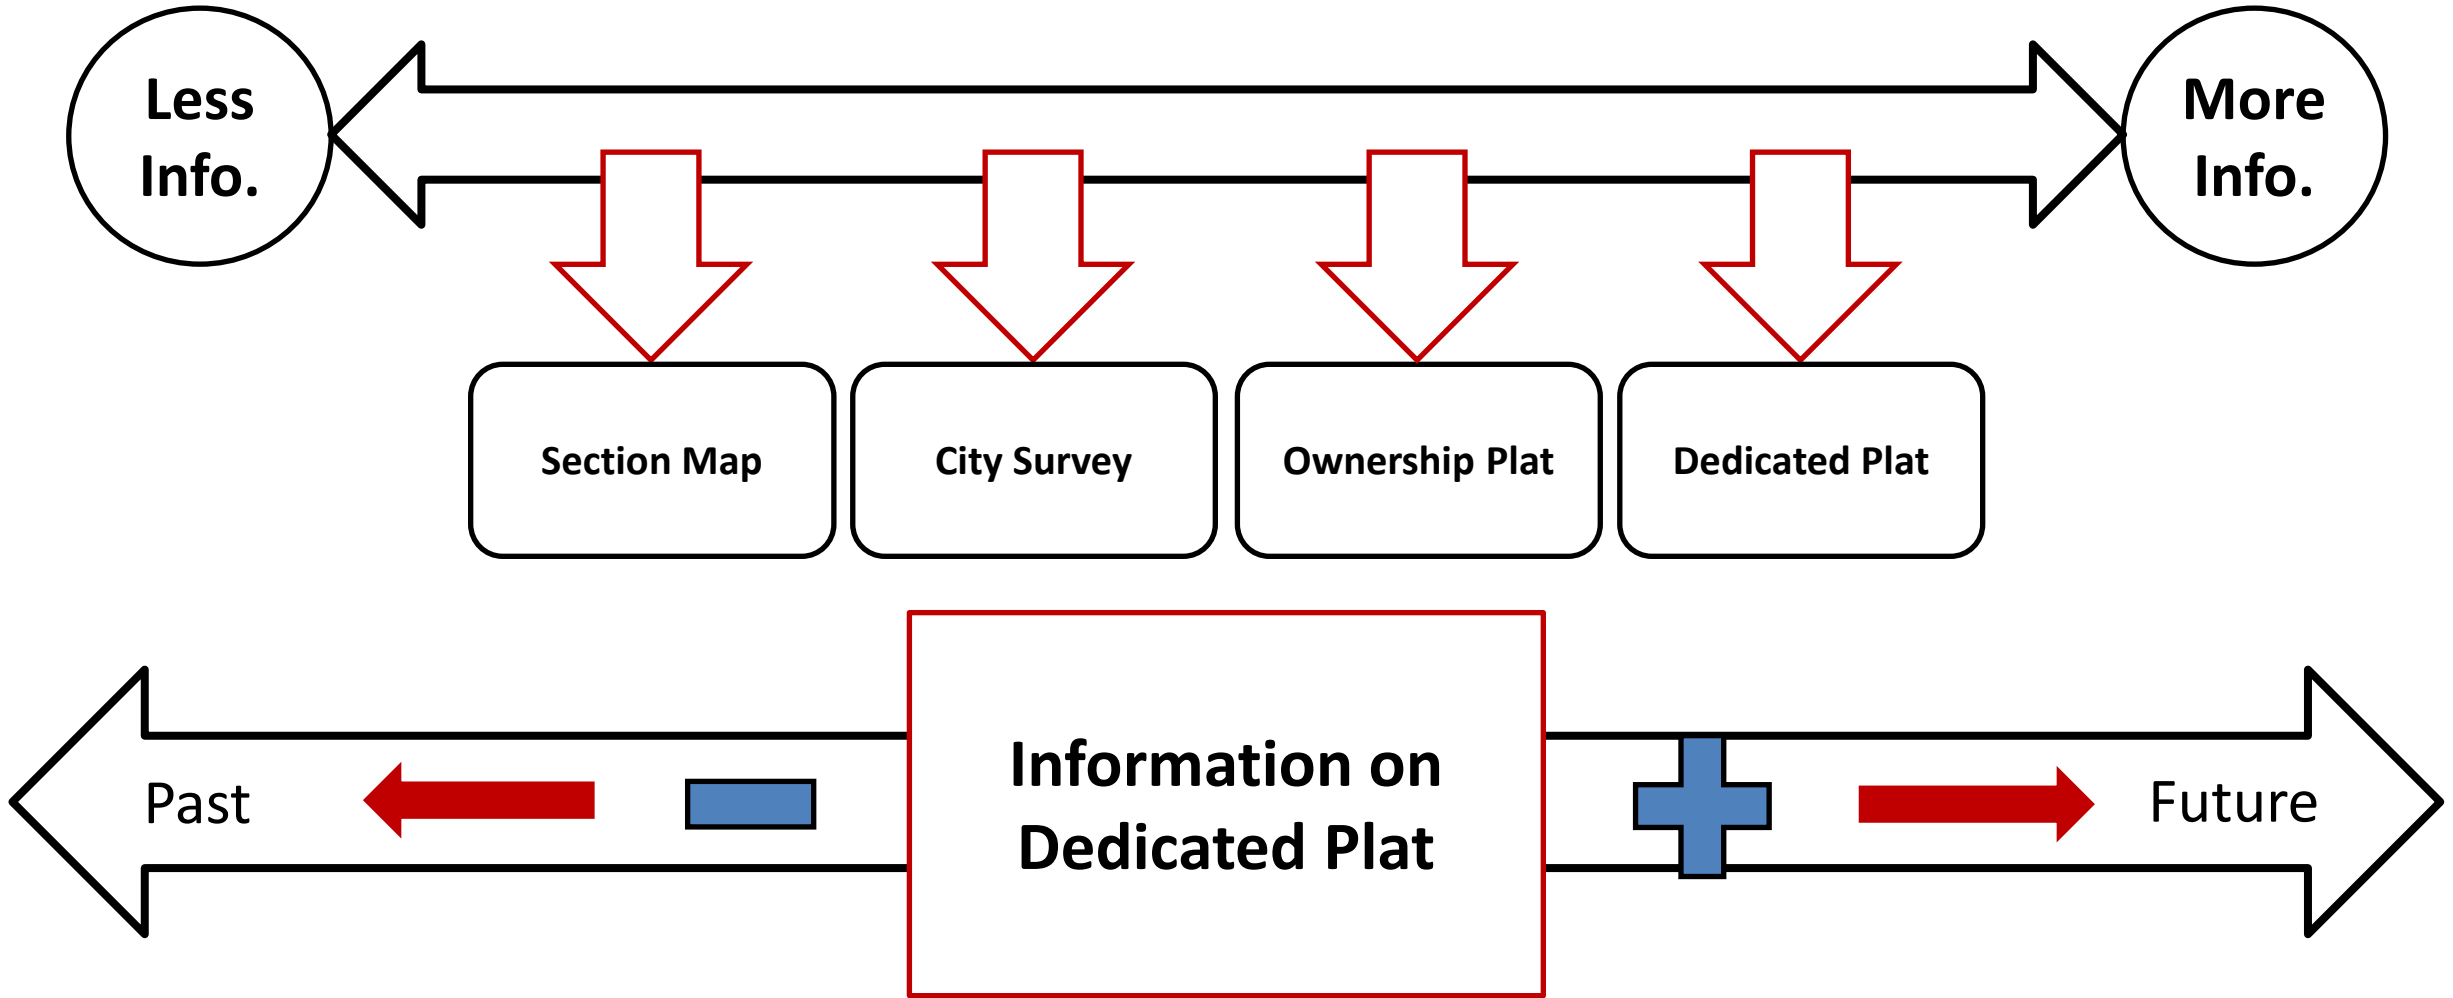 Less
Info.
More
Info.
Section Map
City Survey
Ownership Plat
Dedicated Plat
Past
Information on
Dedicated Plat
Future